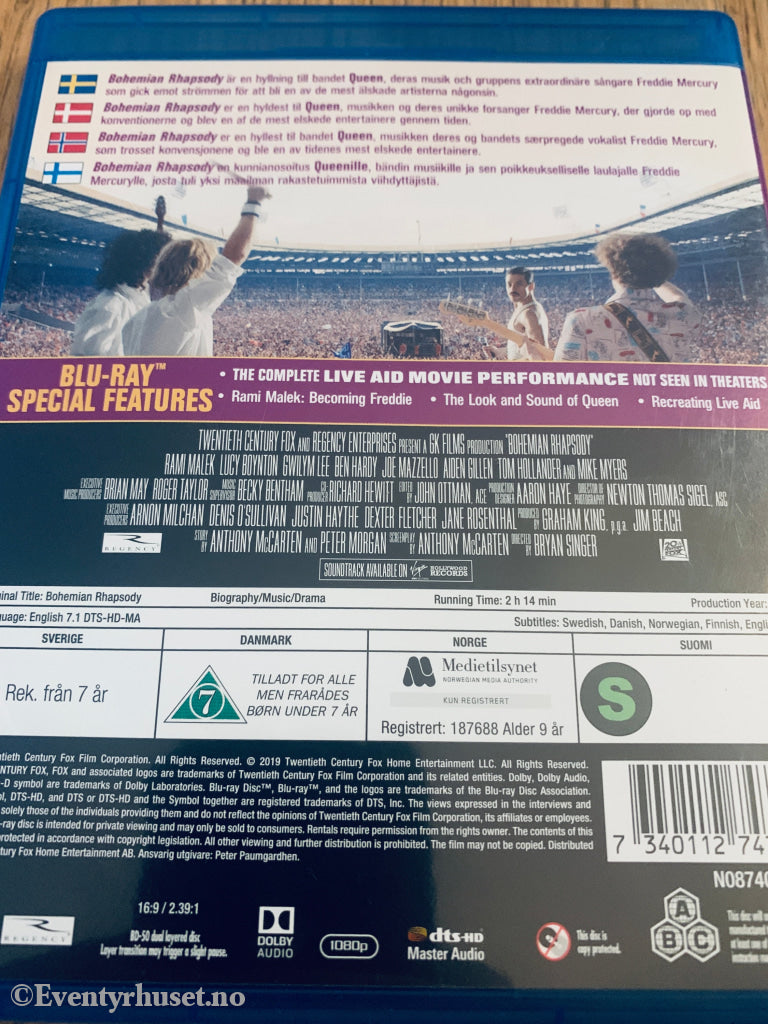 Bohemian Rhapsody är en hyllning till bandet Queen, deras musik och gruppens extraordinäre sångare Freddie Mercury
som gick emot strömmen för att bli en av de mest älskade artisterna någonsin.
Bohemian Rhapsody er en hyldest til Queen, musikken og deres unikke forsanger Freddie Mercury, der gjorde op med
konventionerne og blev en af de mest elskede entertainere gennem tiden.
Bohemian Rhapsody er en hyllest til bandet Queen, musikken deres og bandets særpregede vokalist Freddie Mercury,
som trosset konvensjonene og ble en av tidenes mest elskede entertainere.
Bohemian Rhapsody on kunnianosoitus Queenille, bändin musiikille ja sen poikkeukselliselle laulajalle Freddie
Mercurylle, josta tuli yksi maailman rakastetuimmista viihdyttäjistä.
BLU-RAY™
SPECIAL FEATURES
• THE COMPLETE LIVE AID MOVIE PERFORMANCE NOT SEEN IN THEATERS
• Rami Malek: Becoming Freddie • The Look and Sound of Queen • Recreating Live Aid
TWENTIETH CENTURY FOX AND REGENCY ENTERPRISES PRESENT A GK FILMS PRODUCTION "BOHEMIAN RHAPSODY"
RAMI MALEK LUCY BOYNTON GWILYM LEE BEN HARDY JOE MAZZELLO AIDEN GILLEN TOM HOLLANDER AND MIKE MYERS
EXECUTIVE MUSIC PRODUCERS BRIAN MAY ROGER TAYLOR MUSIC SUPERVISOR BECKY BENTHAM CO-PRODUCER RICHARD HEWITT EDITED BY JOHN OTTMAN, ACE PRODUCTION DESIGNER AARON HAYE DIRECTOR OF PHOTOGRAPHY NEWTON THOMAS SIGEL, ASC
EXECUTIVE PRODUCERS ARNON MILCHAN DENIS O'SULLIVAN JUSTIN HAYTHE DEXTER FLETCHER JANE ROSENTHAL PRODUCED BY GRAHAM KING, p.g.a. JIM BEACH
STORY BY ANTHONY McCARTEN AND PETER MORGAN SCREENPLAY BY ANTHONY McCARTEN DIRECTED BY BRYAN SINGER
REGENCY
20th CENTURY FOX
SOUNDTRACK AVAILABLE ON Virgin HOLLYWOOD RECORDS
inal Title: Bohemian Rhapsody Biography/Music/Drama Running Time: 2 h 14 min Production Year:
uage: English 7.1 DTS-HD-MA Subtitles: Swedish, Danish, Norwegian, Finnish, Engli
SVERIGE DANMARK NORGE SUOMI
Rek. från 7 år
7
TILLADT FOR ALLE
MEN FRARÅDES
BØRN UNDER 7 ÅR
Medietilsynet
NORWEGIAN MEDIA AUTHORITY
KUN REGISTRERT
Registrert: 187688 Alder 9 år
S
ntieth Century Fox Film Corporation. All Rights Reserved. © 2019 Twentieth Century Fox Home Entertainment LLC. All Rights Reserved.
NTURY FOX, FOX and associated logos are trademarks of Twentieth Century Fox Film Corporation and its related entities. Dolby, Dolby Audio,
-D symbol are trademarks of Dolby Laboratories. Blu-ray Disc™, Blu-ray™, and the logos are trademarks of the Blu-ray Disc Association.
ol, DTS-HD, and DTS or DTS-HD and the Symbol together are registered trademarks of DTS, Inc. The views expressed in the interviews and
solely those of the individuals providing them and do not reflect the opinions of Twentieth Century Fox Film Corporation, its affiliates or employees.
-ray disc is intended for private viewing and may only be sold to consumers. Rentals require permission from the rights owner. The contents of this
rotected in accordance with copyright legislation. All other viewing and further distribution is prohibited. The film may not be copied. Distributed
tury Fox Home Entertainment AB. Ansvarig utgivare: Peter Paumgardhen.
7 340112 74
N08740
REGENCY
16:9 / 2.39:1
BD-50 dual layered disc
Layer transition may trigger a slight pause.
DOLBY
AUDIO
1080p
dts-HD
Master Audio
This disc is
copy protected.
A
B C
This disc will
manufactured
at least one of
©Eventyrhuset.no